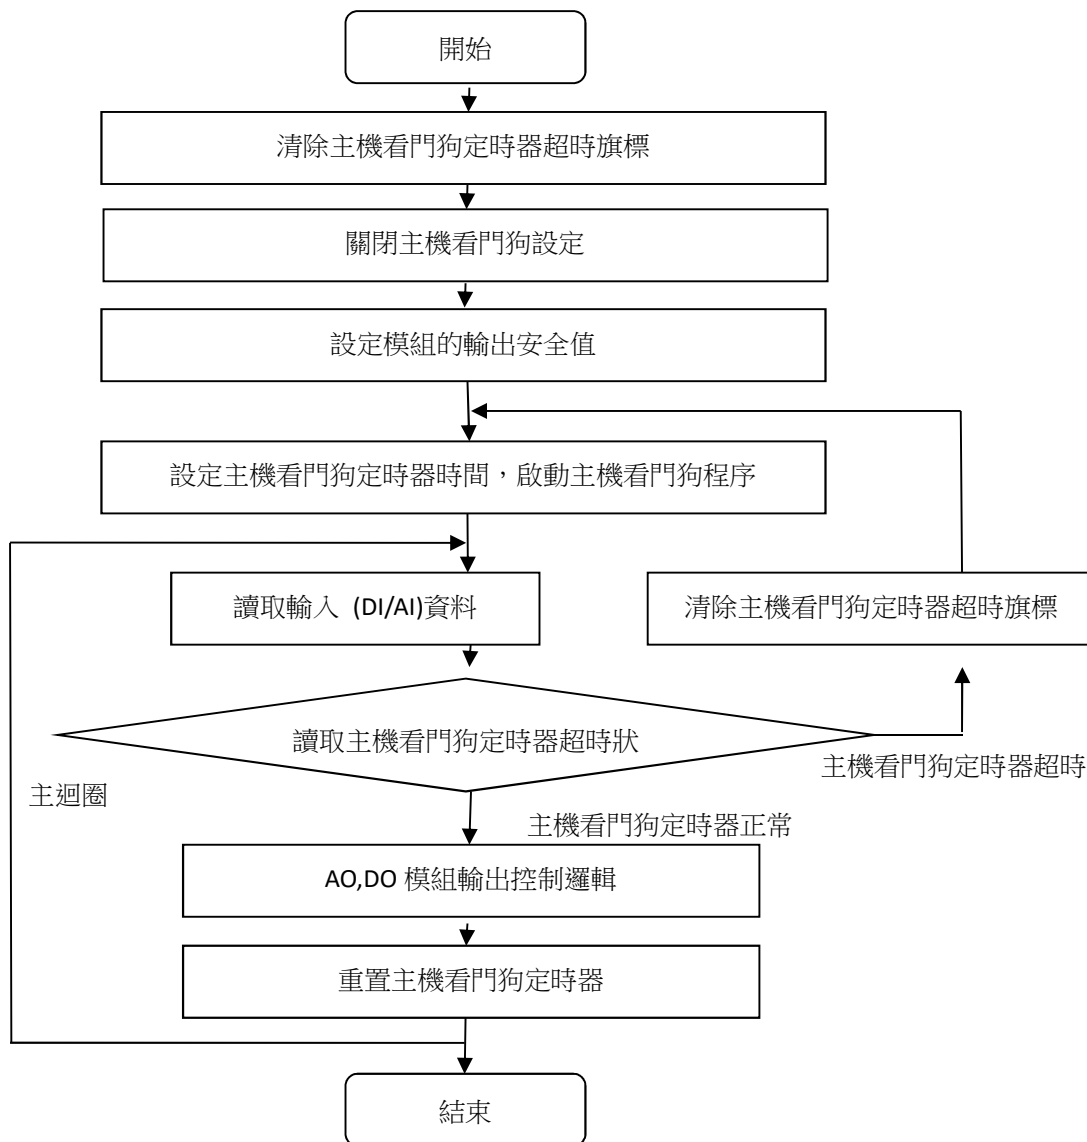 開始
清除主機看門狗定時器超時旗標
關閉主機看門狗設定
設定模組的輸出安全值
設定主機看門狗定時器時間，啟動主機看門狗程序
讀取輸入 (DI/AI)資料
清除主機看門狗定時器超時旗標
讀取主機看門狗定時器超時狀
主機看門狗定時器超時
主迴圈
主機看門狗定時器正常
AO,DO 模組輸出控制邏輯
重置主機看門狗定時器
結束